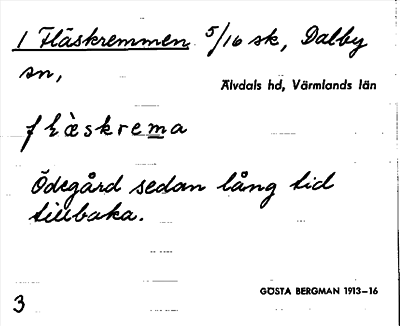 1 Fläskremmen 5/16 sk, Dalby
sn,
Älvdals hd, Värmlands län
Ödegård sedan lång tid
tillbaka.
GÖSTA BERGMAN 1913–16
3